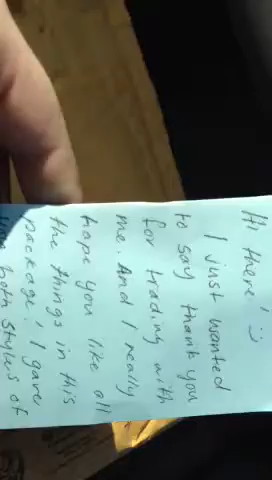 Hi there! :)
I just wanted
to say thank you
for trading with
me. And I really
hope you like all
the things in this
package! I gave
you both styles of